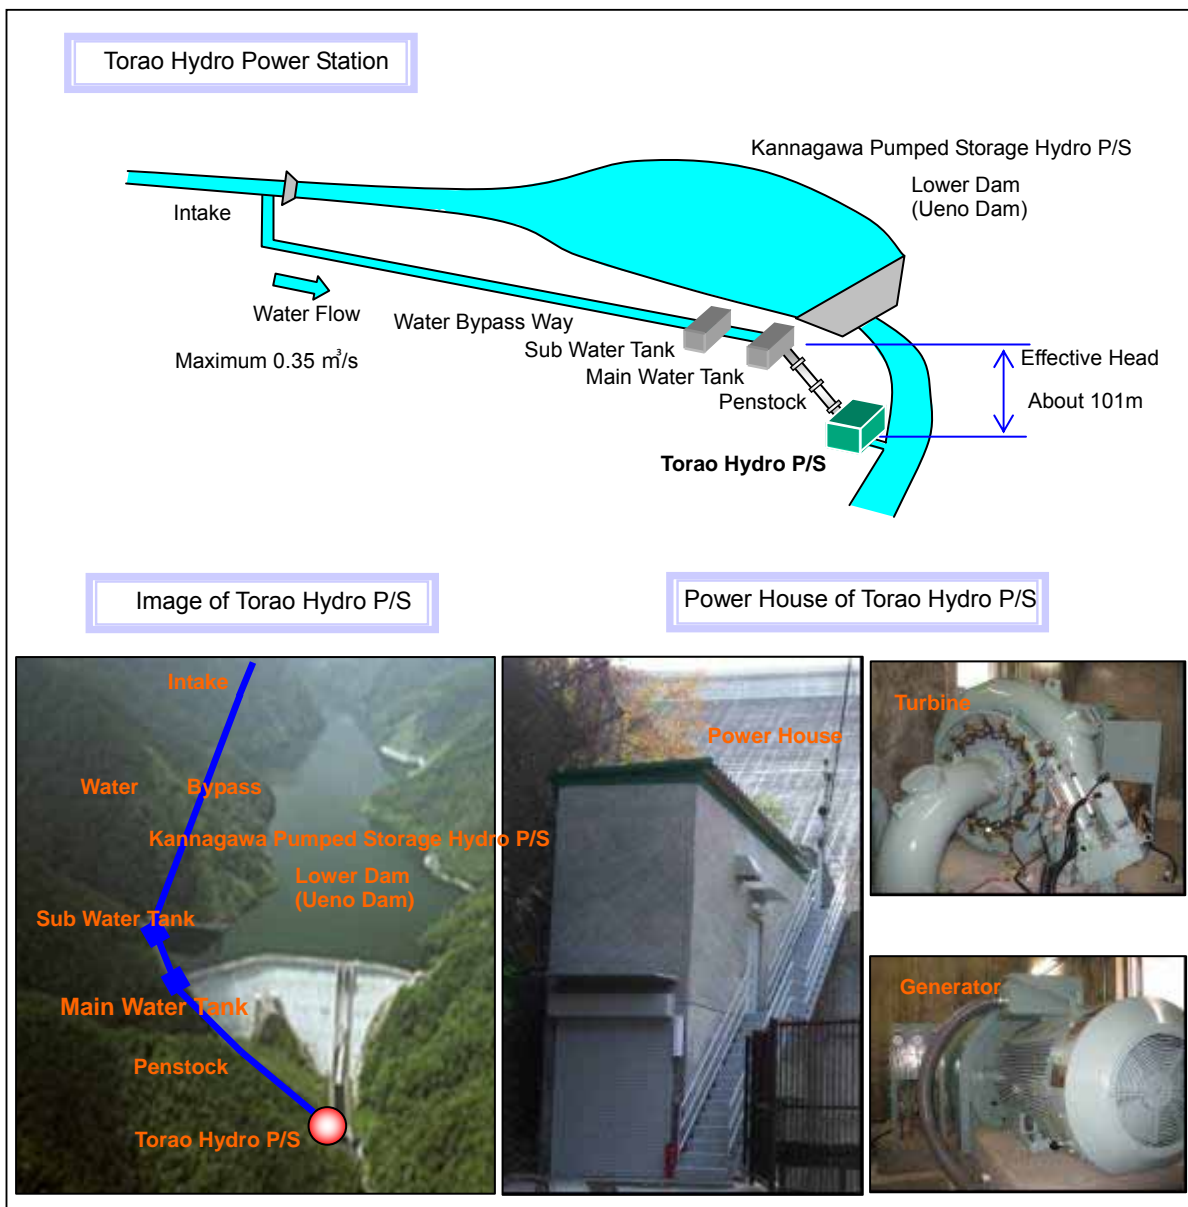 Torao Hydro Power Station
Kannagawa Pumped Storage Hydro P/S
Lower Dam
(Ueno Dam)
Intake
Water Flow
Maximum 0.35 m³/s
Water Bypass Way
Sub Water Tank
Main Water Tank
Penstock
Effective Head
About 101m
Torao Hydro P/S
Image of Torao Hydro P/S
Power House of Torao Hydro P/S
Intake
Water Bypass
Kannagawa Pumped Storage Hydro P/S
Lower Dam
(Ueno Dam)
Sub Water Tank
Main Water Tank
Penstock
Torao Hydro P/S
Power House
Turbine
Generator